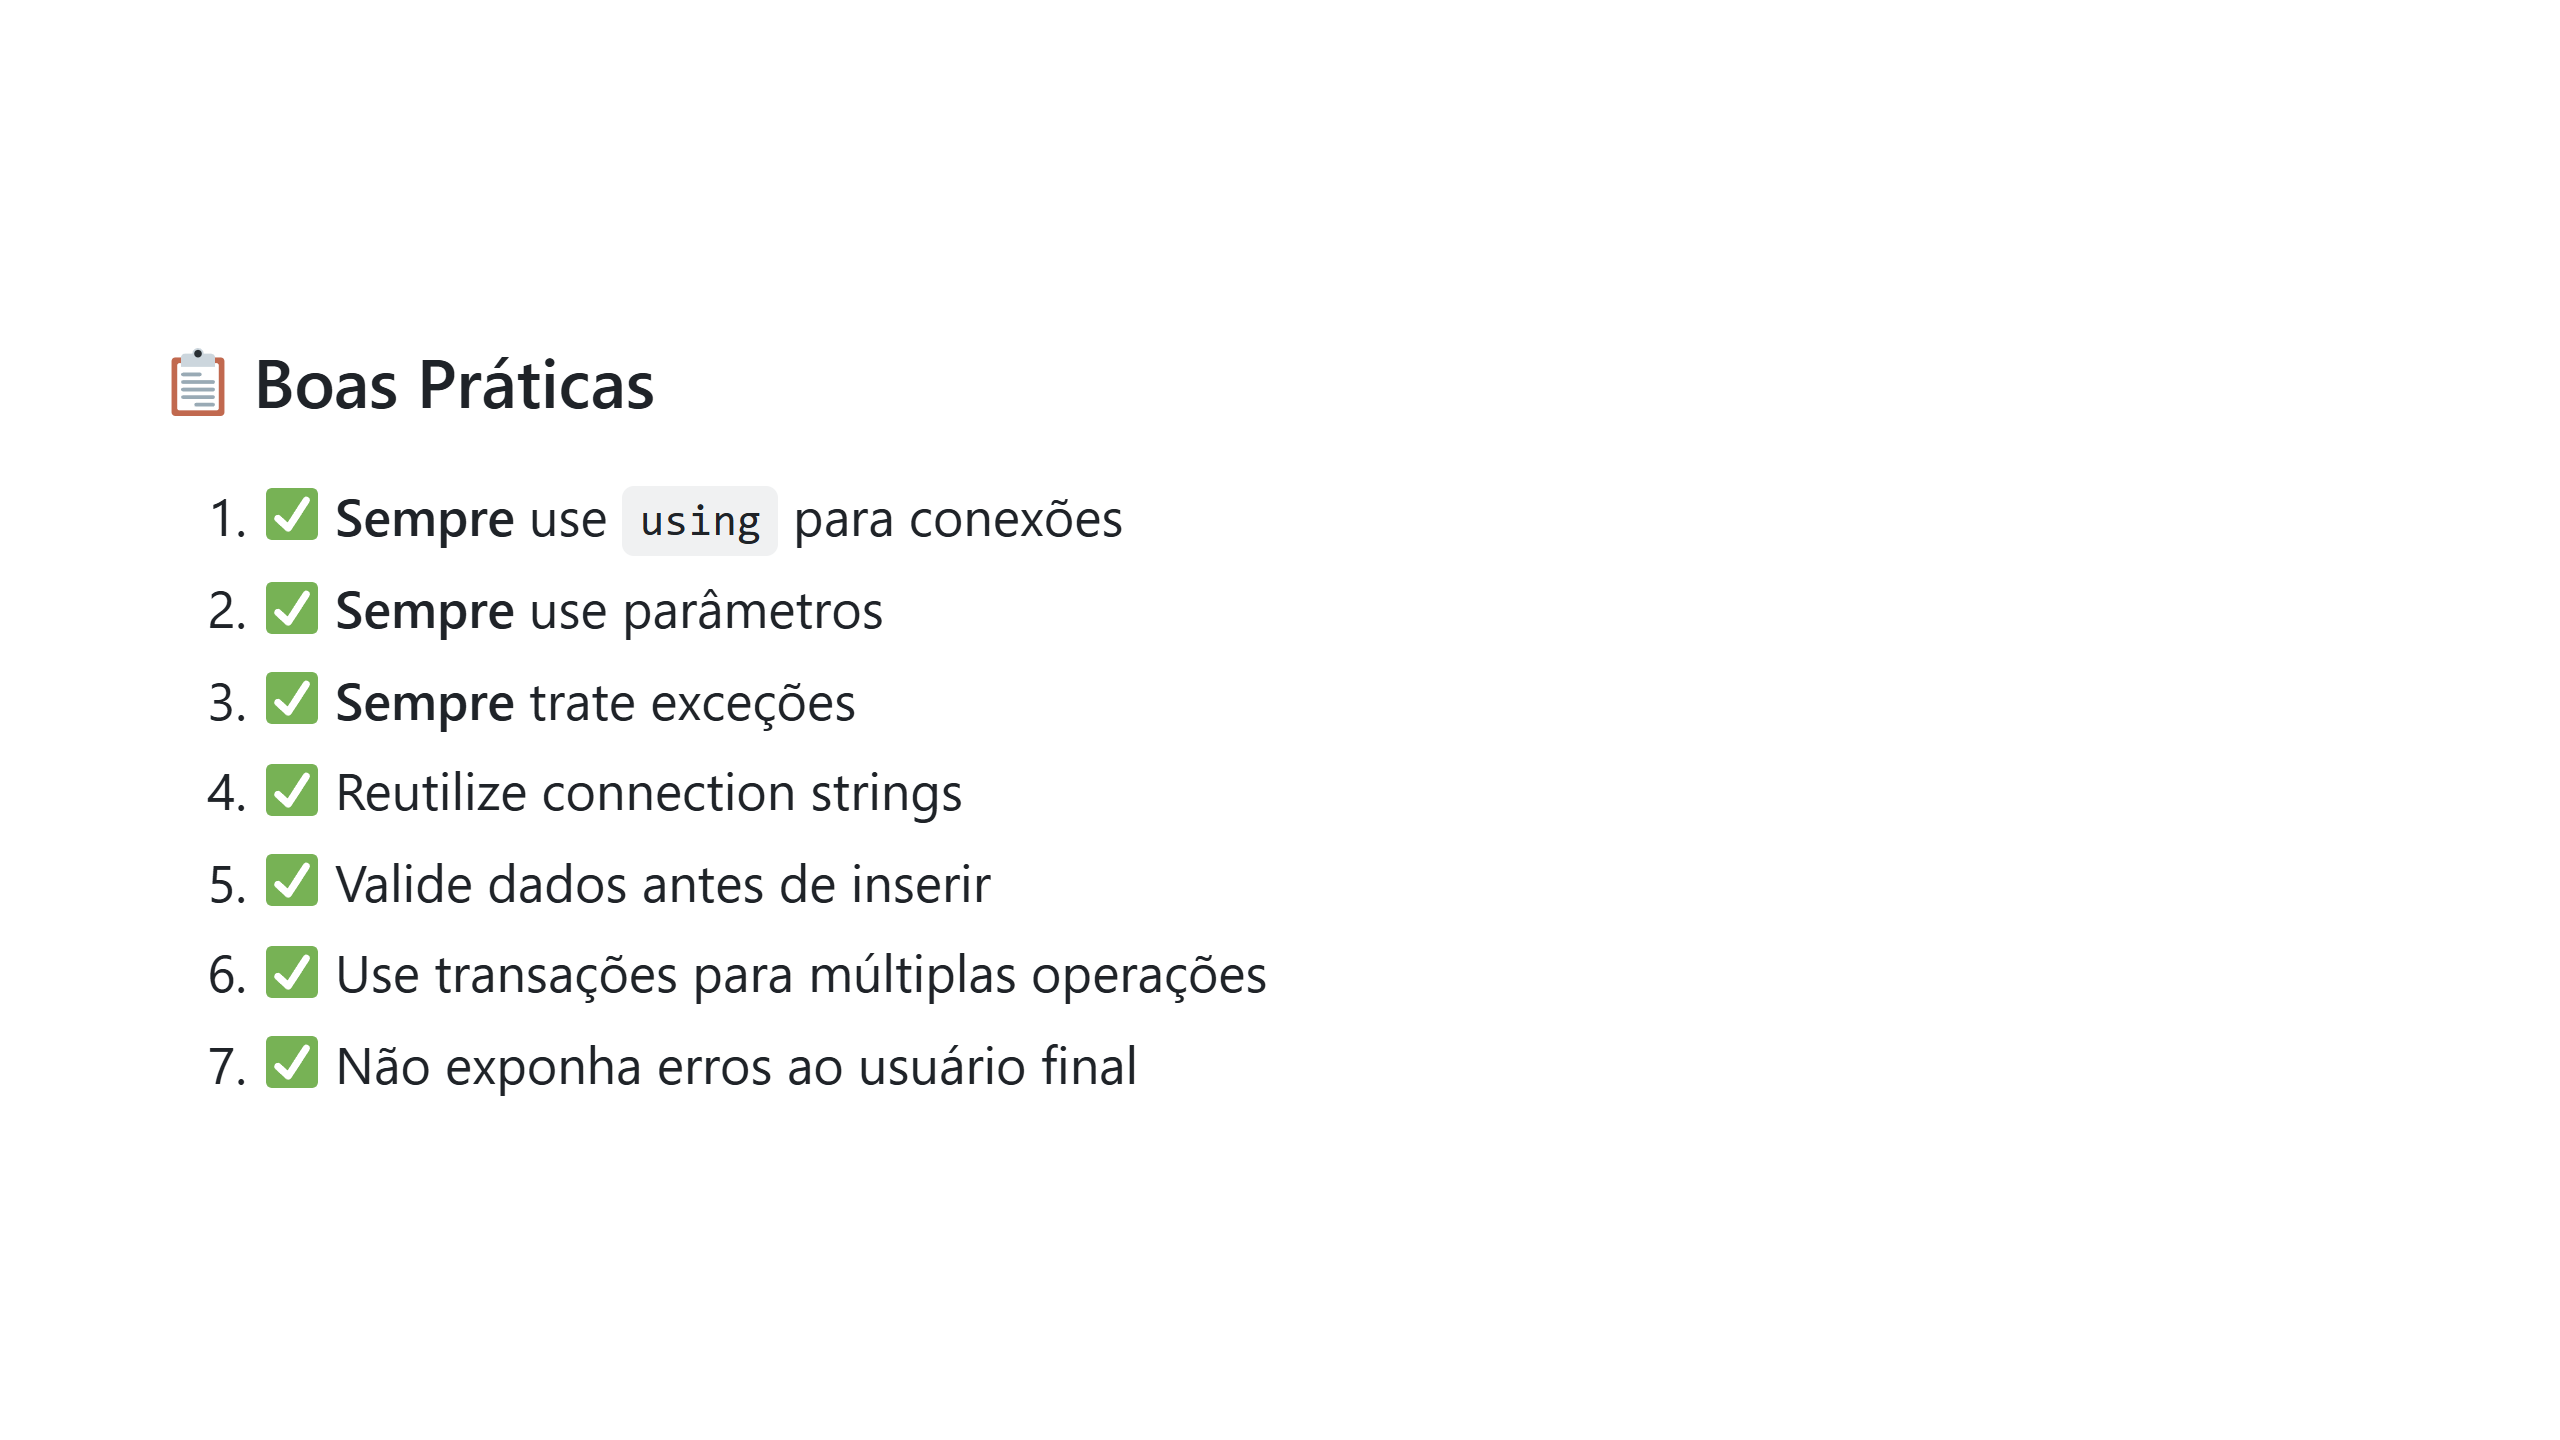 📋 Boas Práticas
1. ✅ Sempre use using para conexões
2. ✅ Sempre use parâmetros
3. ✅ Sempre trate exceções
4. ✅ Reutilize connection strings
5. ✅ Valide dados antes de inserir
6. ✅ Use transações para múltiplas operações
7. ✅ Não exponha erros ao usuário final